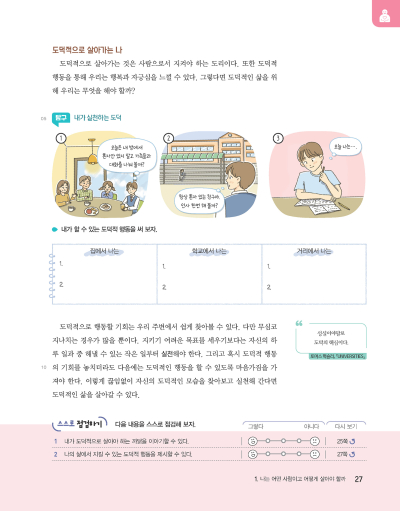 도덕적으로 살아가는 나
도덕적으로 살아가는 것은 사람으로서 지켜야 하는 도리이다. 또한 도덕적
행동을 통해 우리는 행복과 자긍심을 느낄 수 있다. 그렇다면 도덕적인 삶을 위
해 우리는 무엇을 해야 할까?
05
탐구 내가 실천하는 도덕
1
오늘은 내 방에서
혼자만 있지 말고 가족들과
대화를 나눠 볼까?
2
항상 혼자 있는 친구네.
인사 한번 해 볼까?
3
오늘 나는….
내가 할 수 있는 도덕적 행동을 써 보자.
집에서 나는 학교에서 나는 거리에서 나는
1. 1. 1.
2. 2. 2.
도덕적으로 행동할 기회는 우리 주변에서 쉽게 찾아볼 수 있다. 다만 무심코
지나치는 경우가 많을 뿐이다. 지키기 어려운 목표를 세우기보다는 자신의 하
루 일과 중 해낼 수 있는 작은 일부터 실천해야 한다. 그리고 혹시 도덕적 행동
10 의 기회를 놓치더라도 다음에는 도덕적인 행동을 할 수 있도록 마음가짐을 가
져야 한다. 이렇게 끊임없이 자신의 도덕적인 모습을 찾아보고 실천해 간다면
도덕적인 삶을 살아갈 수 있다.
도덕의 핵심이다.
스스로 점검하기 다음 내용을 스스로 점검해 보자. 그렇다 아니다 다시 보기
1 내가 도덕적으로 살아야 하는 까닭을 이야기할 수 있다. 25쪽
2 나의 삶에서 지킬 수 있는 도덕적 행동을 제시할 수 있다. 27쪽
1. 나는 어떤 사람이고 어떻게 살아야 할까 27